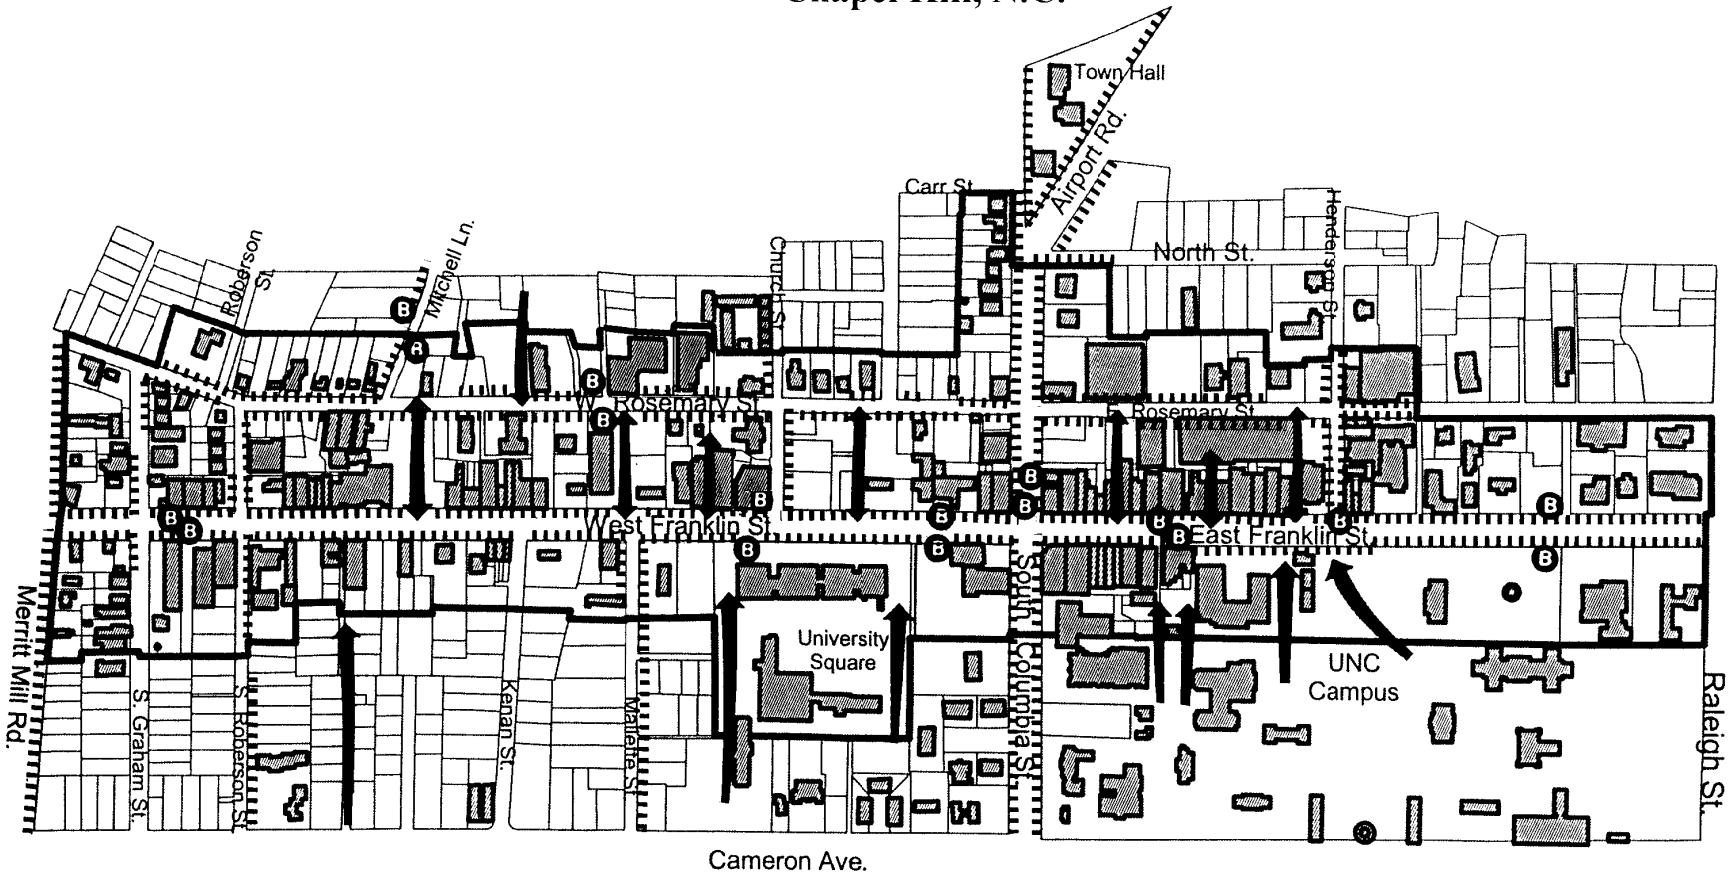 Chapel Hill, N.C.
Town Hall
Airport Rd.
Carr St.
Henderson St.
North St.
Roberson
St.
Mitchell Ln.
Church St.
B
B
B
W. Rosemary St.
B
E. Rosemary St.
B
B
B
B
B
B
B
B
B
West Franklin St.
B
East Franklin St.
B
B
B
Merritt Mill Rd.
S. Graham St.
S. Roberson St.
Kenan St.
Mallette St.
University
Square
South Columbia St.
UNC
Campus
Raleigh St.
Cameron Ave.